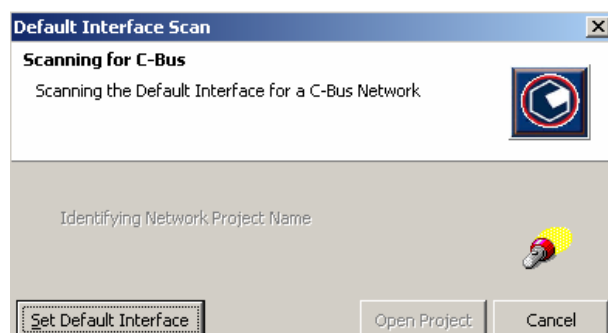 Default Interface Scan
Scanning for C-Bus
Scanning the Default Interface for a C-Bus Network
Identifying Network Project Name
Set Default Interface
Open Project
Cancel